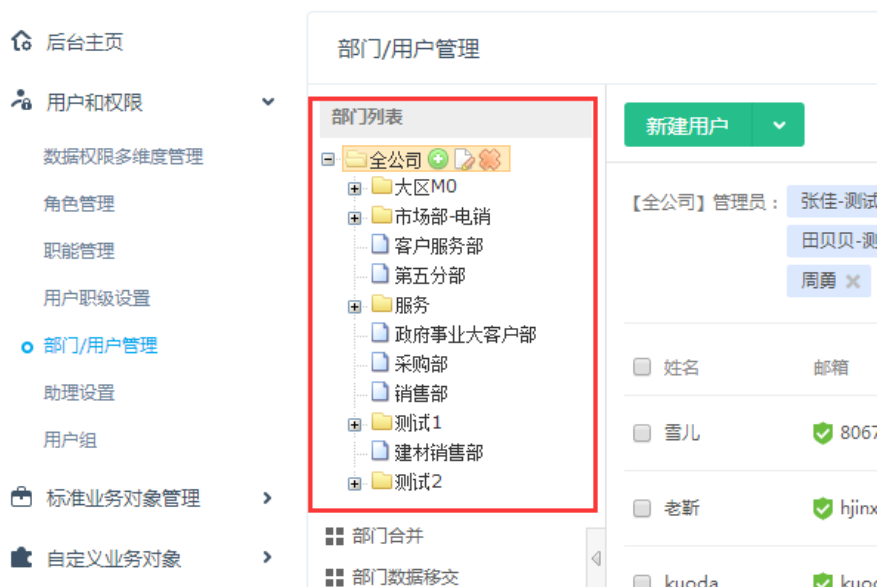 后台主页
用户和权限
数据权限多维度管理
角色管理
职能管理
用户职级设置
部门/用户管理
助理设置
用户组
标准业务对象管理
自定义业务对象
部门/用户管理
部门列表
全公司
大区M0
市场部-电销
客户服务部
第五分部
服务
政府事业大客户部
采购部
销售部
测试1
建材销售部
测试2
部门合并
部门数据移交
新建用户
【全公司】管理员： 张佳-测试
田贝贝-测
周勇
姓名 邮箱
雪儿 8067
老靳 hjinx
kuoda kuod